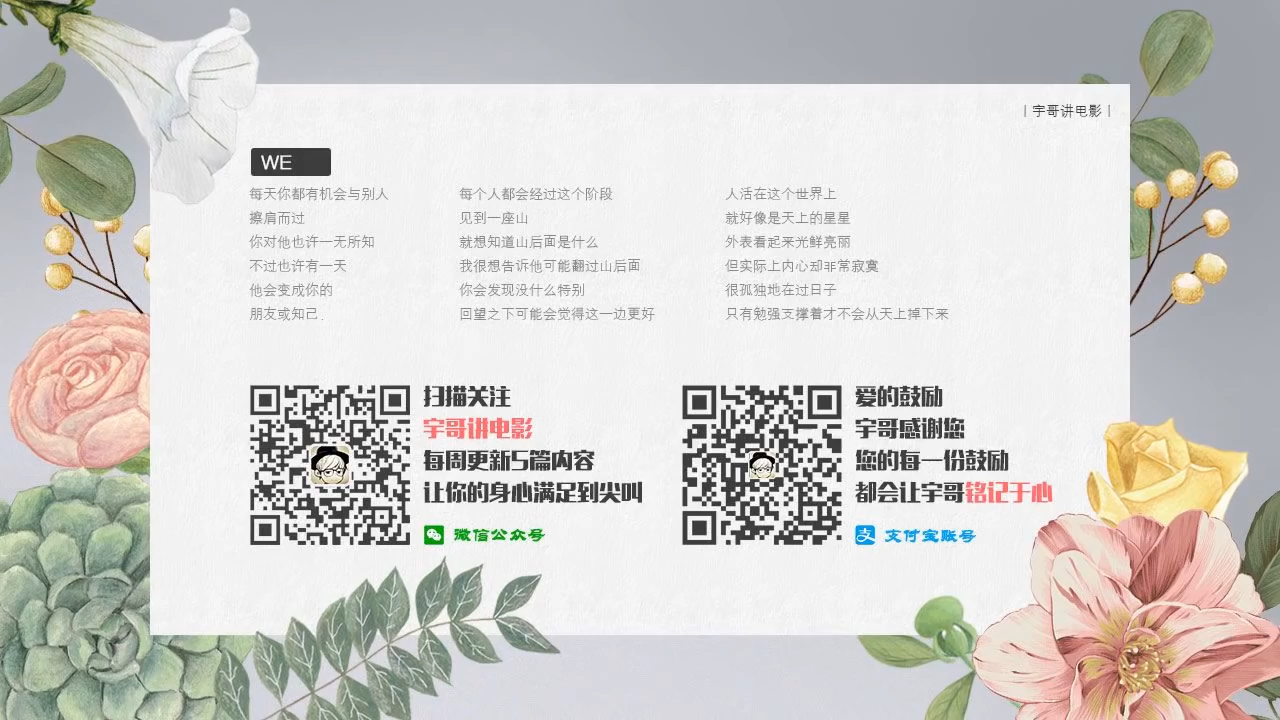 | 宇哥讲电影 |
WE
每天你都有机会与别人
擦肩而过
你对他也许一无所知
不过也许有一天
他会变成你的
朋友或知己.
每个人都会经过这个阶段
见到一座山
就想知道山后面是什么
我很想告诉他可能翻过山后面
你会发现没什么特别
回望之下可能会觉得这一边更好
人活在这个世界上
就好像是天上的星星
外表看起来光鲜亮丽
但实际上内心却非常寂寞
很孤独地在过日子
只有勉强支撑着才不会从天上掉下来
扫描关注
宇哥讲电影
每周更新5篇内容
让你的身心满足到尖叫
微信公众号
爱的鼓励
宇哥感谢您
您的每一份鼓励
都会让宇哥铭记于心
支 支付宝账号